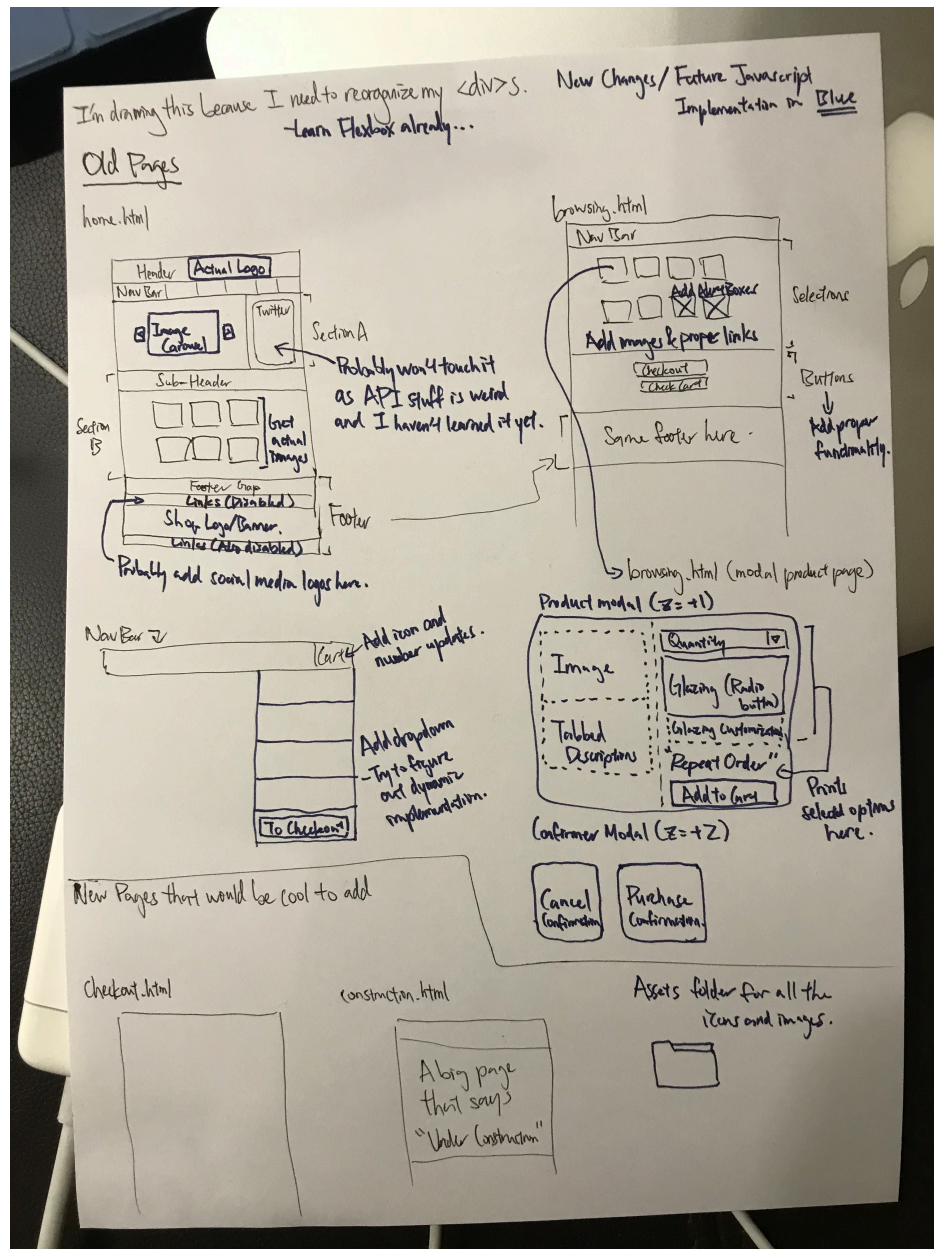 I'm drawing this because I need to reorganize my <div>s.
-Learn Flexbox already...
New Changes/Future Javascript
Implementation in Blue
Old Pages
home.html
Header
Actual Logo
Nav Bar
Image
Carousel
Twitter
Section A
Probably won't touch it
as API stuff is weird
and I haven't learned it yet.
Sub-Header
Section
B
Get
actual
images
Footer Gap
Links (Disabled)
Shop Logo/Banner.
Links (Also disabled)
Footer
Probably add social media logos here.
browsing.html
Nav Bar
Selections
Boxes
Add images & proper links
Checkout
Check Cart
Buttons
Add proper
functionality.
Same footer here.
Nav Bar
Cart
Add icon and
number updates.
Add dropdown
-Try to figure
out dynamic
implementation.
To Checkout
browsing.html (modal product page)
Product modal (z=+1)
Image
Tabbed
Descriptions
Quantity
Glazing (Radio
button)
Glazing Customization
"Repeat Order"
Add to Cart
Prints
selected options
here.
Confirmer Modal (z=+2)
Cancel
Confirmation
Purchase
Confirmation.
New Pages that would be cool to add
Checkout.html
construction.html
A big page
that says
"Under Construction"
Assets folder for all the
icons and images.